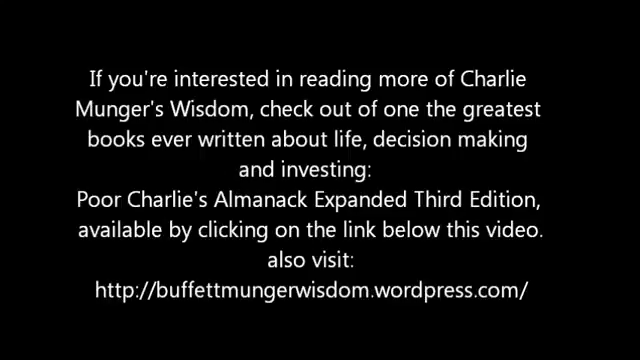 If you're interested in reading more of Charlie
Munger's Wisdom, check out of one the greatest
books ever written about life, decision making
and investing:
Poor Charlie's Almanack Expanded Third Edition,
available by clicking on the link below this video.
also visit:
http://buffettmungerwisdom.wordpress.com/